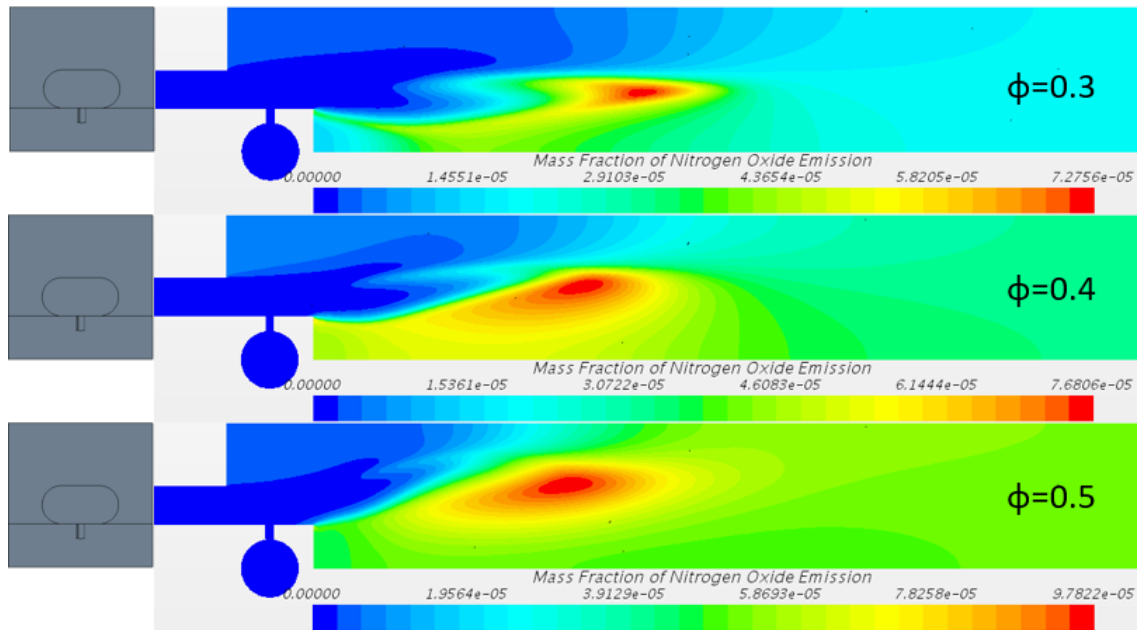 ϕ=0.3
Mass Fraction of Nitrogen Oxide Emission
0.00000 1.4551e-05 2.9103e-05 4.3654e-05 5.8205e-05 7.2756e-05
ϕ=0.4
Mass Fraction of Nitrogen Oxide Emission
0.00000 1.5361e-05 3.0722e-05 4.6083e-05 6.1444e-05 7.6806e-05
ϕ=0.5
Mass Fraction of Nitrogen Oxide Emission
0.00000 1.9564e-05 3.9129e-05 5.8693e-05 7.8258e-05 9.7822e-05